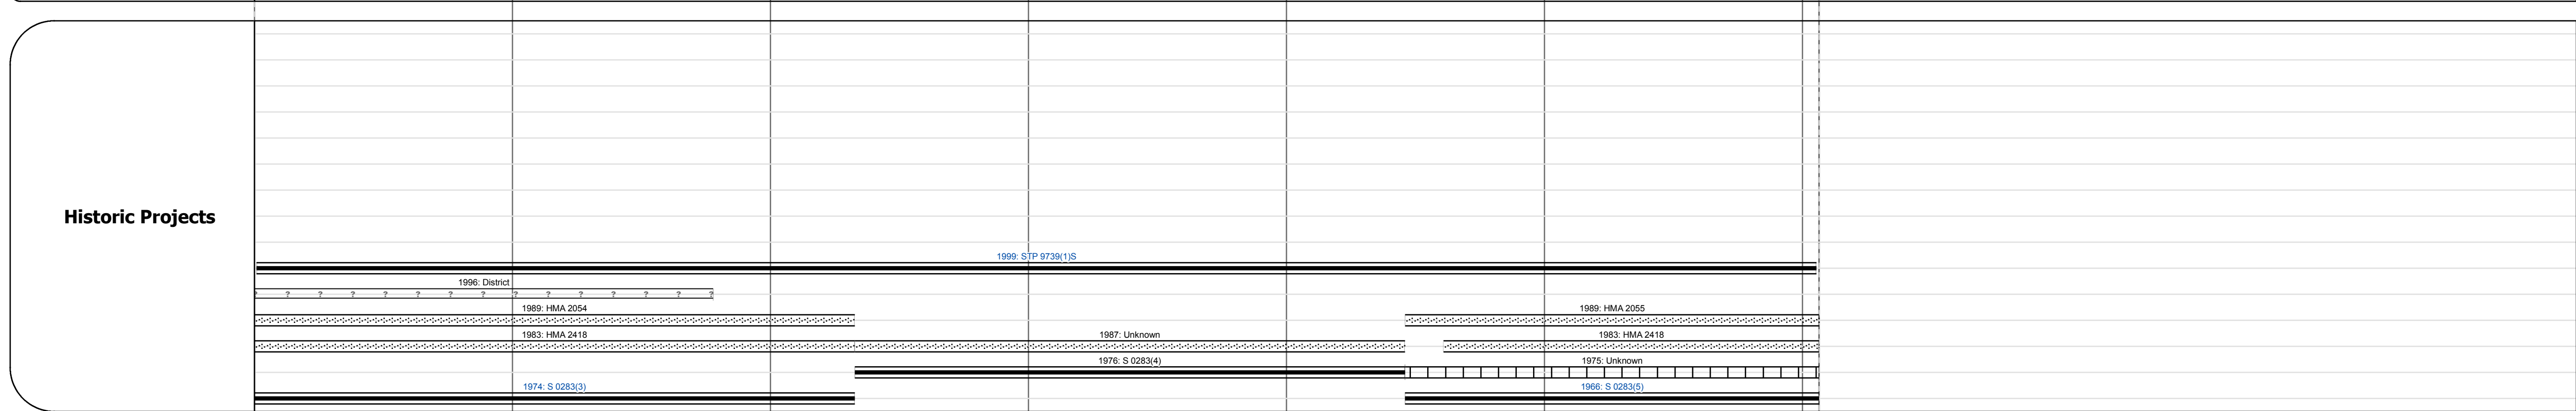 Historic Projects
1999: STP 9739(1)S
1996: District
? ? ? ? ? ? ? ? ? ? ? ? ? ? ?
1989: HMA 2054
1989: HMA 2055
1983: HMA 2418
1987: Unknown
1983: HMA 2418
1976: S 0283(4)
1975: Unknown
1974: S 0283(3)
1966: S 0283(5)